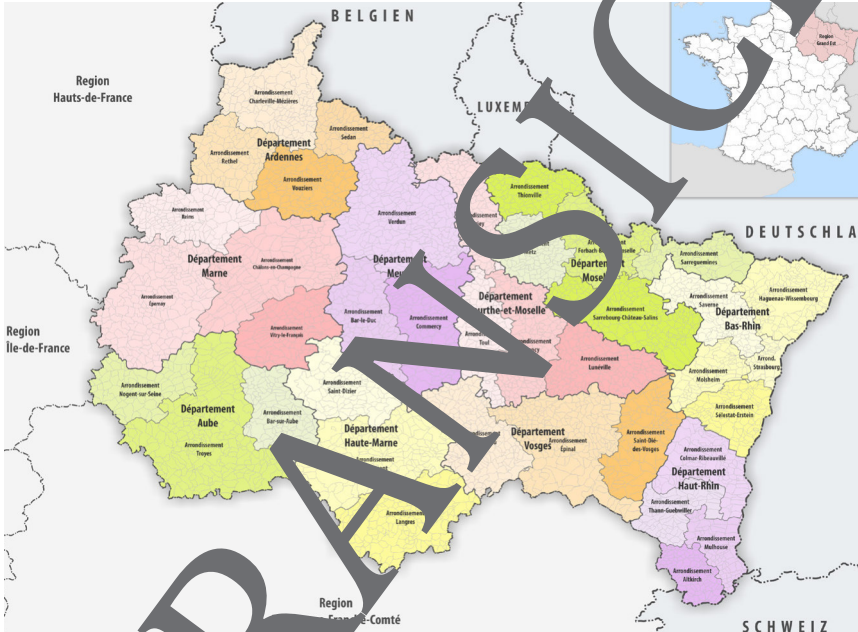 BELGIEN
Region
Hauts-de-France
Region
Grand Est
Arrondissement
Charleville-Mézières
Arrondissement
Sedan
Département
Ardennes
Arrondissement
Rethel
Arrondissement
Vouziers
Arrondissement
Thionville
Arrondissement
Reims
Arrondissement
Verdun
DEUTSCHLA
Département
Marne
Arrondissement
Châlons-en-Champagne
Arrondissement
Sarreguemines
Arrondissement
Epernay
Arrondissement
Haguenau-Wissembourg
Arrondissement
Saverne
Département
Bas-Rhin
Département
Arrondissement
Bar-le-Duc
Arrondissement
Commercy
Arrondissement
Sarrebourg-Château-Salins
Region
Île-de-France
Arrondissement
Vitry-le-François
Toul
Arrondissement
Lunéville
Arrond.
Strasbourg
Arrondissement
Molsheim
Arrondissement
Nogent-sur-Seine
Arrondissement
Saint-Dizier
Département
Aube
Arrondissement
Bar-sur-Aube
Arrondissement
Sélestat-Erstein
Arrondissement
Troyes
Département
Haute-Marne
Département
Vosges
Arrondissement
Épinal
Arrondissement
Saint-Dié-
des-Vosges
Arrondissement
Colmar-Ribeauvillé
Département
Haut-Rhin
Arrondissement
Thann-Guebwiller
Arrondissement
Langres
Arrondissement
Mulhouse
Arrondissement
Altkirch
Region
SCHWEIZ